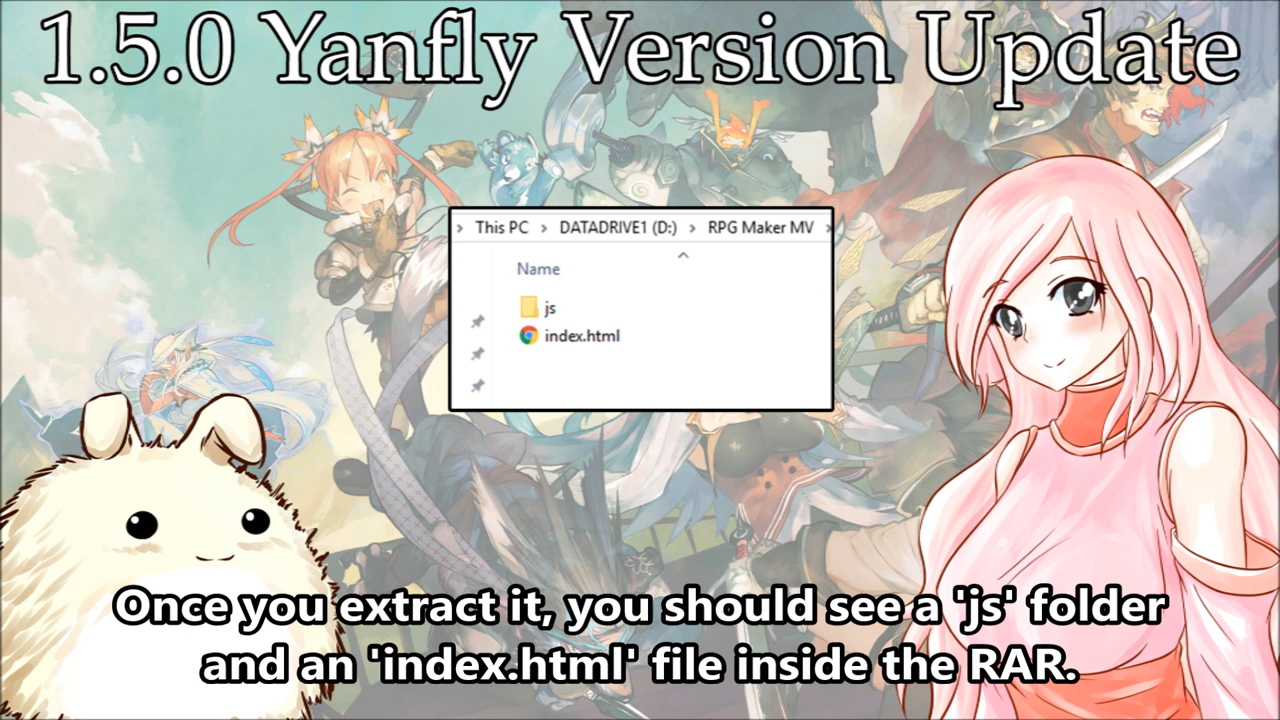 1.5.0 Yanfly Version Update
This PC > DATADRIVE1 (D:) > RPG Maker MV >
Name
js
index.html
Once you extract it, you should see a 'js' folder
and an 'index.html' file inside the RAR.